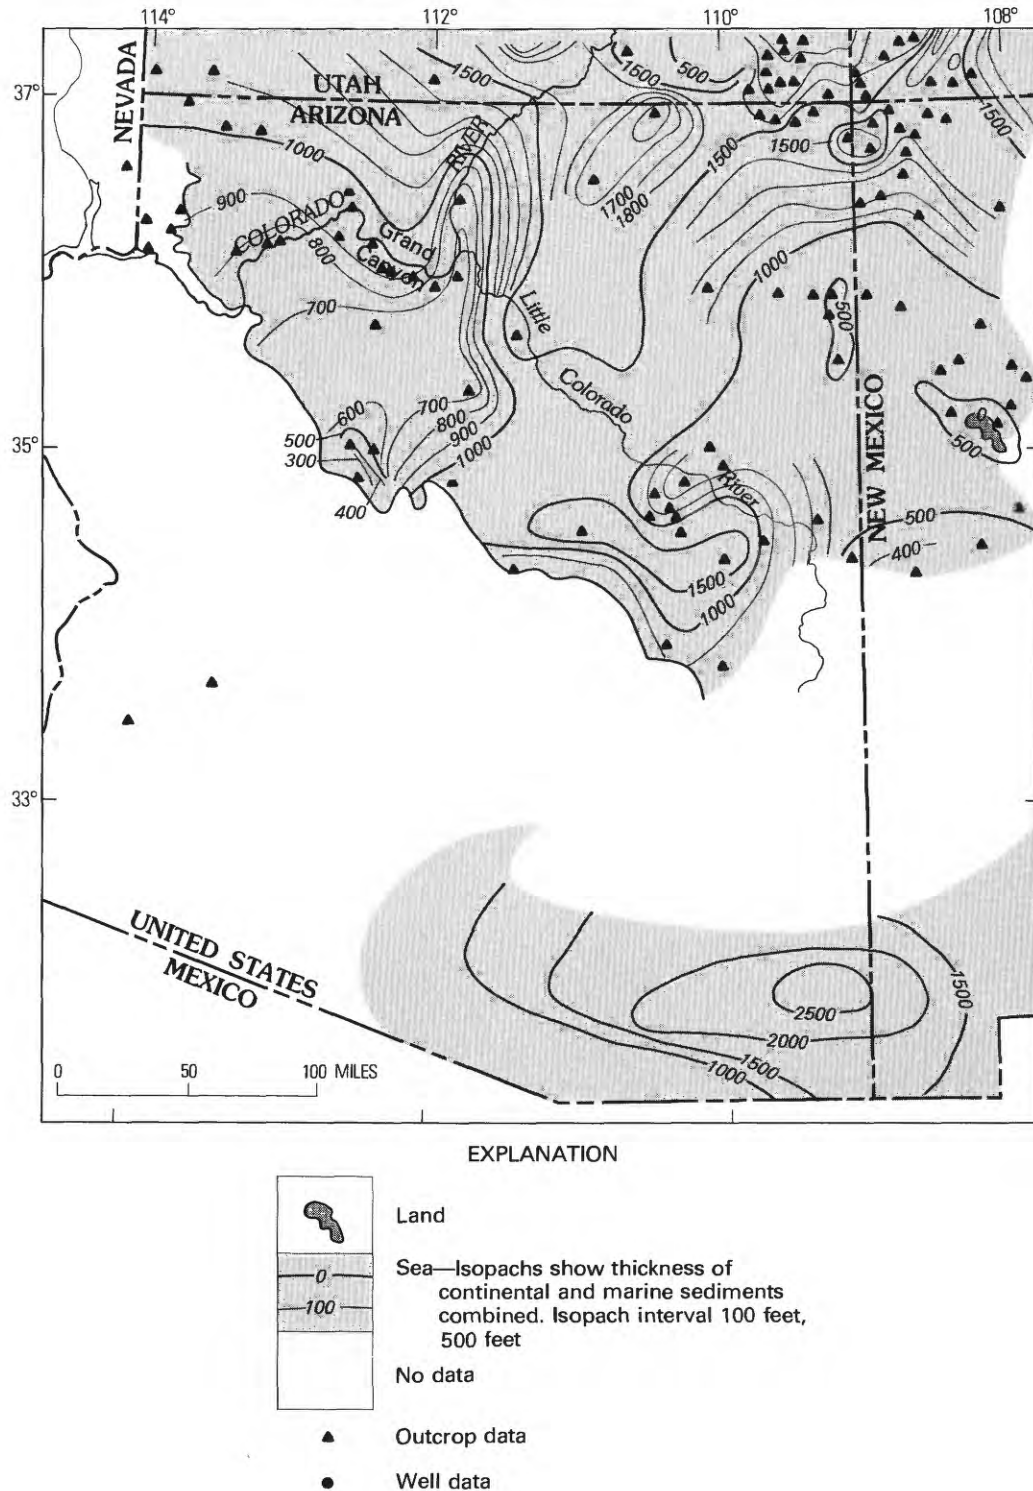 114°
112°
110°
108°
37°
NEVADA
UTAH
ARIZONA
1500
500
1500
1500
1500
1500
RIVER
1000
1700
1800
900
COLORADO
Grand
Canyon
800
700
1000
500
Little
Colorado
River
NEW MEXICO
0
500
35°
600
500
300
400
700
800
900
1000
500
400
1500
1000
33°
UNITED STATES
MEXICO
1500
2500
2000
1500
1000
0 50 100 MILES
EXPLANATION
Land
0
100
Sea—Isopachs show thickness of
continental and marine sediments
combined. Isopach interval 100 feet,
500 feet
No data
Outcrop data
Well data